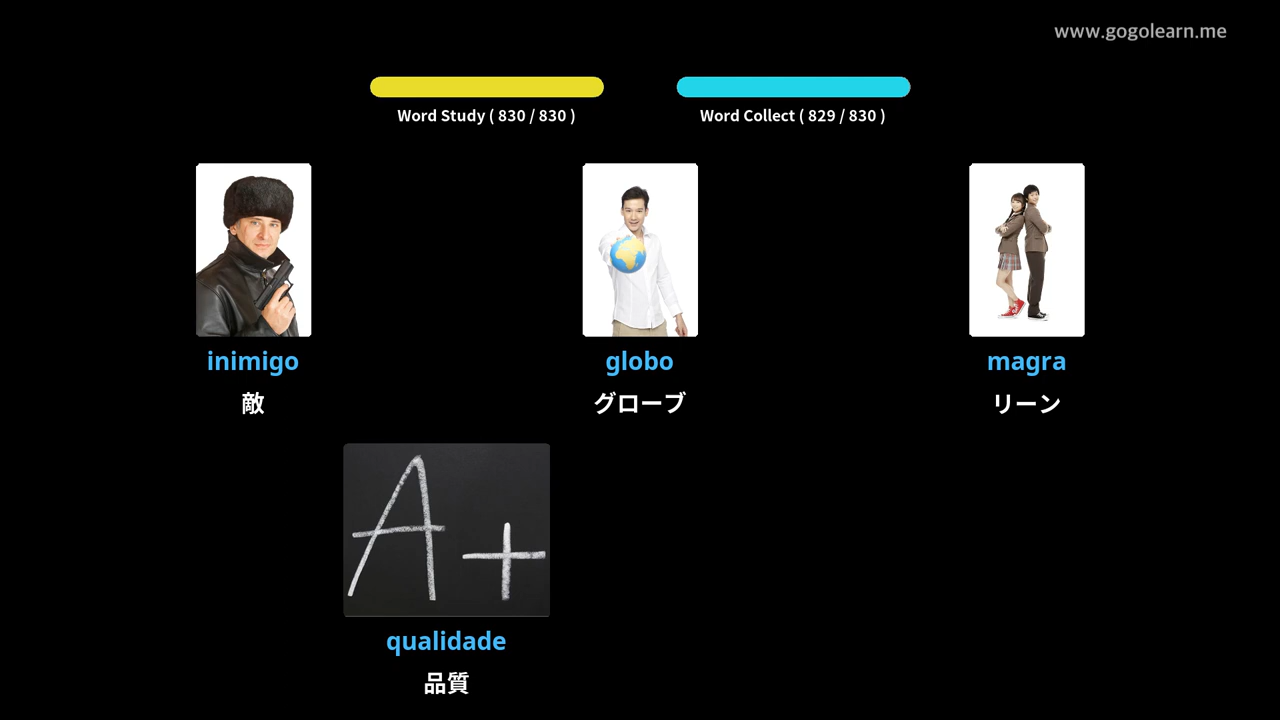 www.gogolearn.me
Word Study ( 830 / 830 )
Word Collect ( 829 / 830 )
inimigo
敵
globo
グローブ
magra
リーン
A+
qualidade
品質